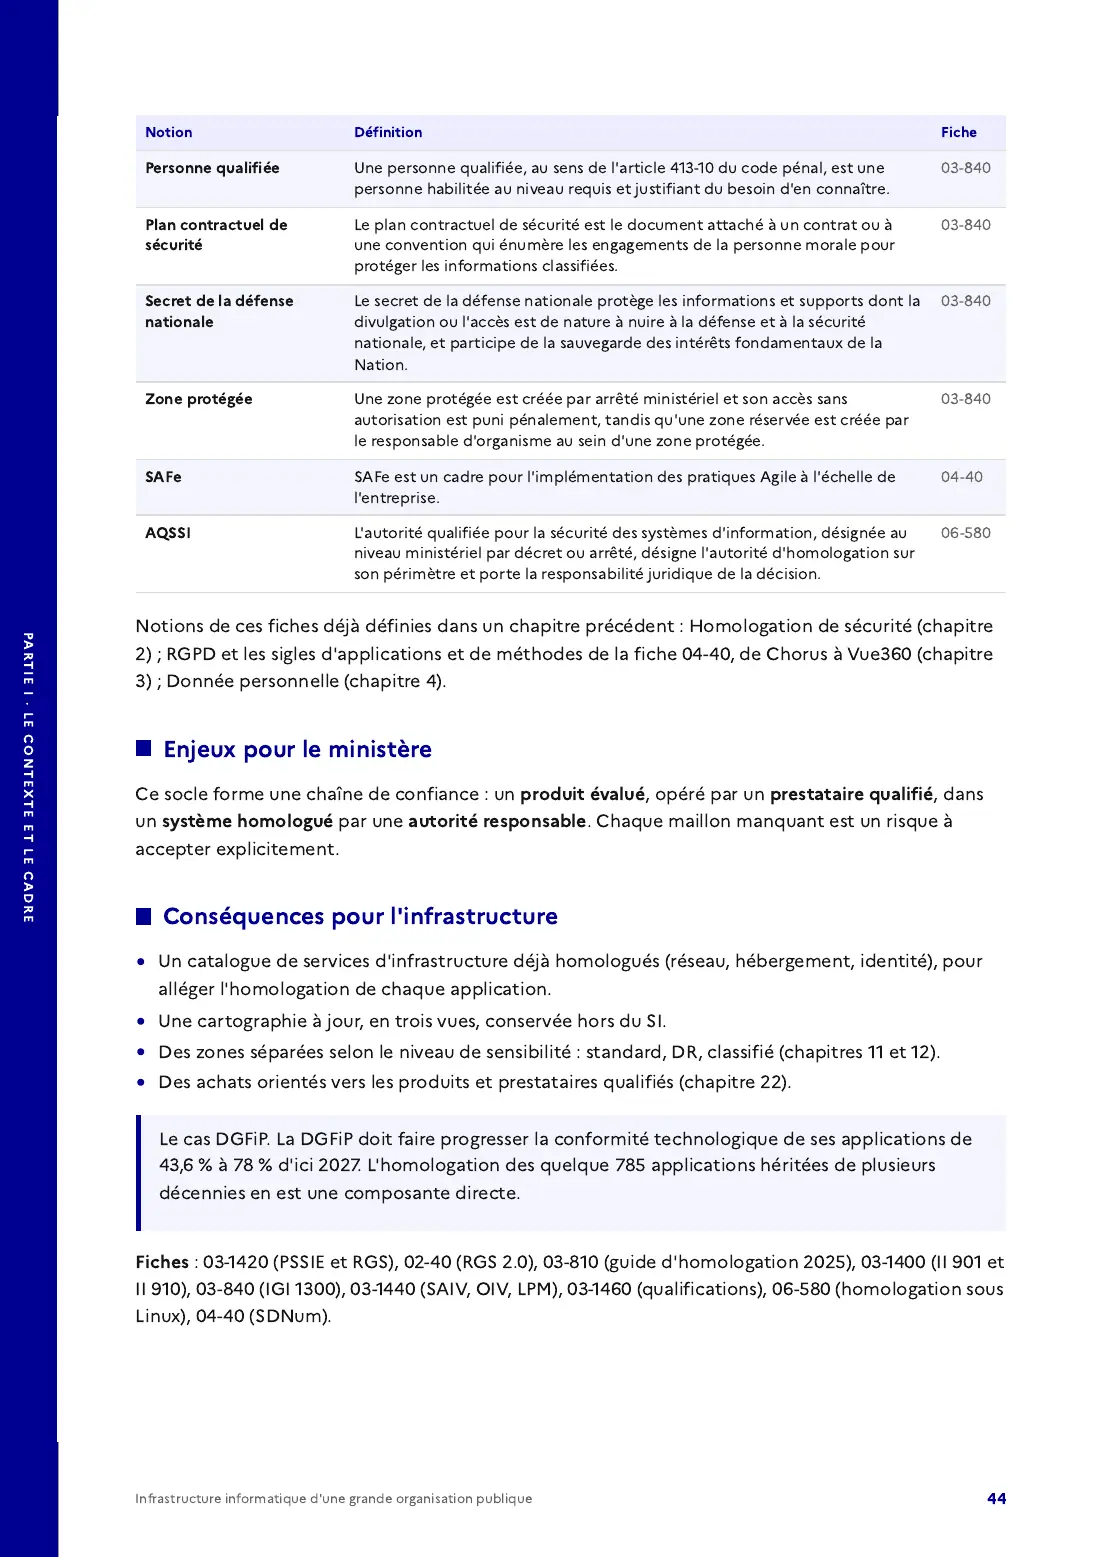 PARTIE I · LE CONTEXTE ET LE CADRE
Notion Définition Fiche
Personne qualifiée Une personne qualifiée, au sens de l'article 413-10 du code pénal, est une 03-840
personne habilitée au niveau requis et justifiant du besoin d'en connaître.
Plan contractuel de Le plan contractuel de sécurité est le document attaché à un contrat ou à 03-840
sécurité une convention qui énumère les engagements de la personne morale pour
protéger les informations classifiées.
Secret de la défense Le secret de la défense nationale protège les informations et supports dont la 03-840
nationale divulgation ou l'accès est de nature à nuire à la défense et à la sécurité
nationale, et participe de la sauvegarde des intérêts fondamentaux de la
Nation.
Zone protégée Une zone protégée est créée par arrêté ministériel et son accès sans 03-840
autorisation est puni pénalement, tandis qu'une zone réservée est créée par
le responsable d'organisme au sein d'une zone protégée.
SAFe SAFe est un cadre pour l'implémentation des pratiques Agile à l'échelle de 04-40
l'entreprise.
AQSSI L'autorité qualifiée pour la sécurité des systèmes d'information, désignée au 06-580
niveau ministériel par décret ou arrêté, désigne l'autorité d'homologation sur
son périmètre et porte la responsabilité juridique de la décision.
Notions de ces fiches déjà définies dans un chapitre précédent : Homologation de sécurité (chapitre
2) ; RGPD et les sigles d'applications et de méthodes de la fiche 04-40, de Chorus à Vue360 (chapitre
3) ; Donnée personnelle (chapitre 4).
Enjeux pour le ministère
Ce socle forme une chaîne de confiance : un produit évalué, opéré par un prestataire qualifié, dans
un système homologué par une autorité responsable. Chaque maillon manquant est un risque à
accepter explicitement.
Conséquences pour l'infrastructure
• Un catalogue de services d'infrastructure déjà homologués (réseau, hébergement, identité), pour
alléger l'homologation de chaque application.
• Une cartographie à jour, en trois vues, conservée hors du SI.
• Des zones séparées selon le niveau de sensibilité : standard, DR, classifié (chapitres 11 et 12).
• Des achats orientés vers les produits et prestataires qualifiés (chapitre 22).
Le cas DGFiP. La DGFiP doit faire progresser la conformité technologique de ses applications de
43,6 % à 78 % d'ici 2027. L'homologation des quelque 785 applications héritées de plusieurs
décennies en est une composante directe.
Fiches : 03-1420 (PSSIE et RGS), 02-40 (RGS 2.0), 03-810 (guide d'homologation 2025), 03-1400 (II 901 et
II 910), 03-840 (IGI 1300), 03-1440 (SAIV, OIV, LPM), 03-1460 (qualifications), 06-580 (homologation sous
Linux), 04-40 (SDNum).
Infrastructure informatique d'une grande organisation publique 44